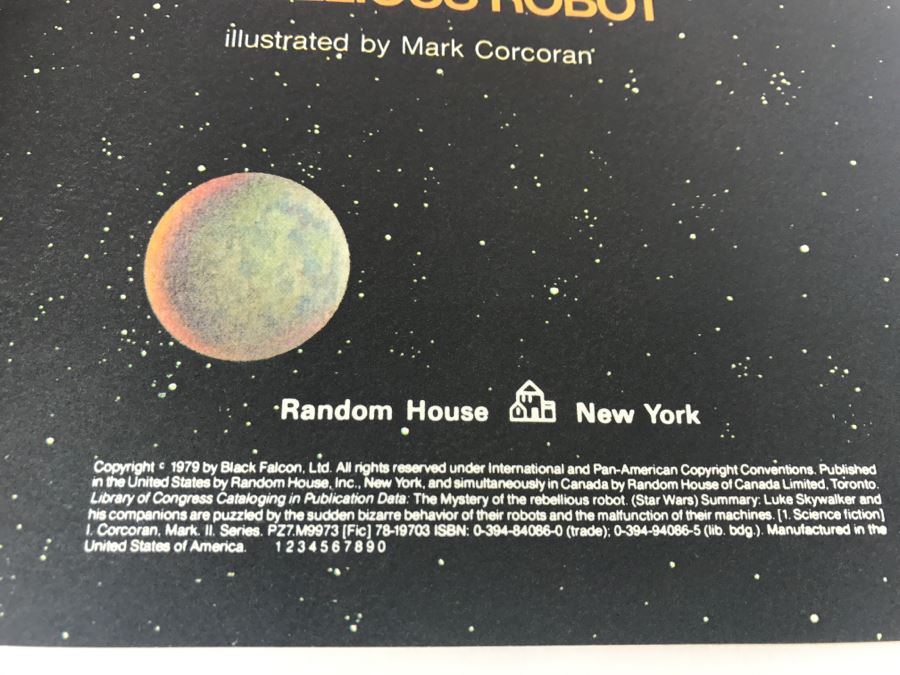 ROBOT
illustrated by Mark Corcoran
Random House New York
Copyright c 1979 by Black Falcon, Ltd. All rights reserved under International and Pan-American Copyright Conventions. Published
in the United States by Random House, Inc., New York, and simultaneously in Canada by Random House of Canada Limited, Toronto.
Library of Congress Cataloging in Publication Data: The Mystery of the rebellious robot. (Star Wars) Summary: Luke Skywalker and
his companions are puzzled by the sudden bizarre behavior of their robots and the malfunction of their machines. [1. Science fiction]
I. Corcoran, Mark. II. Series. PZ7.M9973 [Fic] 78-19703 ISBN: 0-394-84086-0 (trade); 0-394-94086-5 (lib. bdg.). Manufactured in the
United States of America. 1 2 3 4 5 6 7 8 9 0